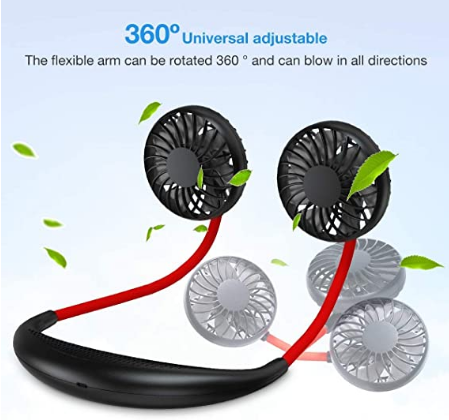 360° Universal adjustable
The flexible arm can be rotated 360 ° and can blow in all directions